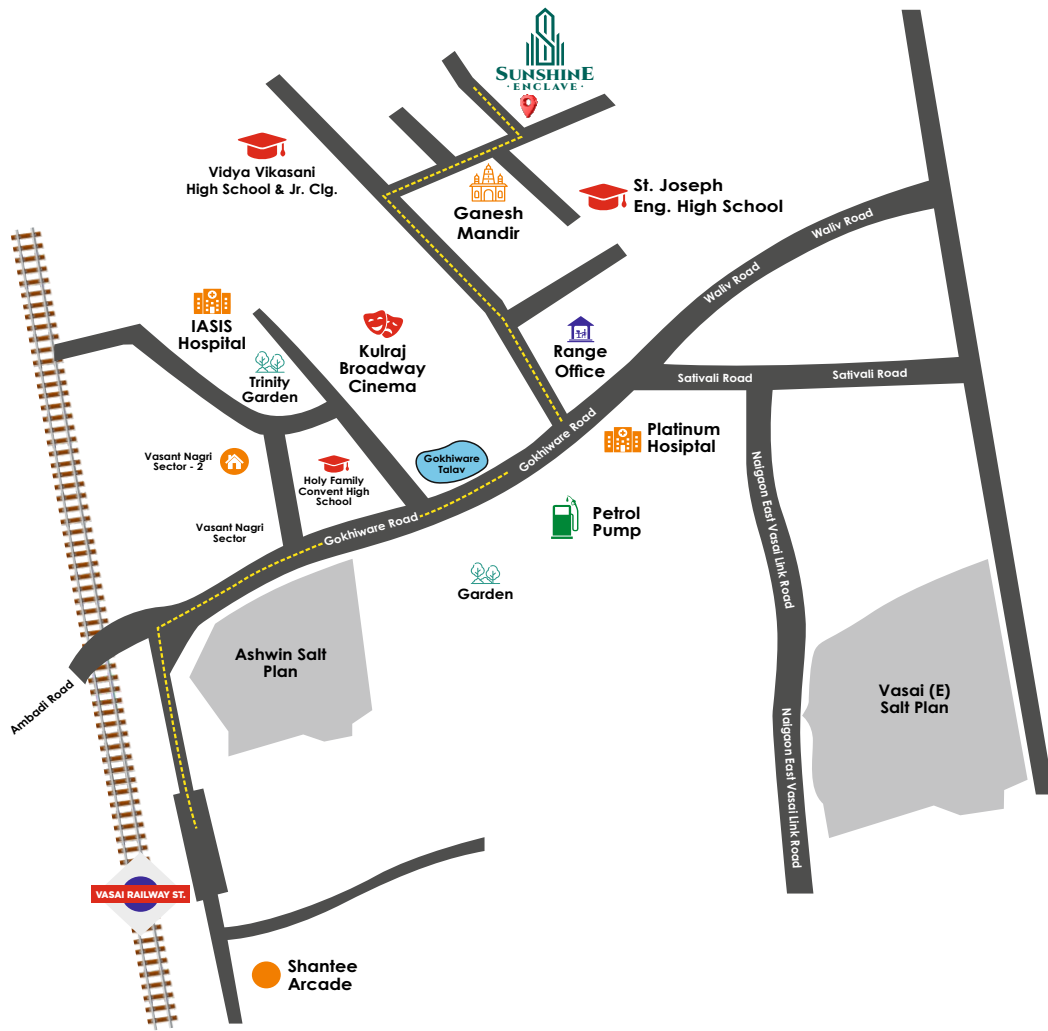 SUNSHINE
· ENCLAVE ·
Vidya Vikasani
High School & Jr. Clg.
Ganesh
Mandir
St. Joseph
Eng. High School
Waliv Road
Waliv Road
IASIS
Hospital
Trinity
Garden
Kulraj
Broadway
Cinema
Range
Office
Sativali Road
Sativali Road
Gokhiware Road
Platinum
Hosiptal
Vasant Nagri
Sector - 2
Holy Family
Convent High
School
Gokhiware
Talav
Vasant Nagri
Sector
Gokhiware Road
Petrol
Pump
Garden
Naigaon East Vasai Link Road
Ashwin Salt
Plan
Ambadi Road
Vasai (E)
Salt Plan
Naigaon East Vasai Link Road
VASAI RAILWAY ST.
Shantee
Arcade